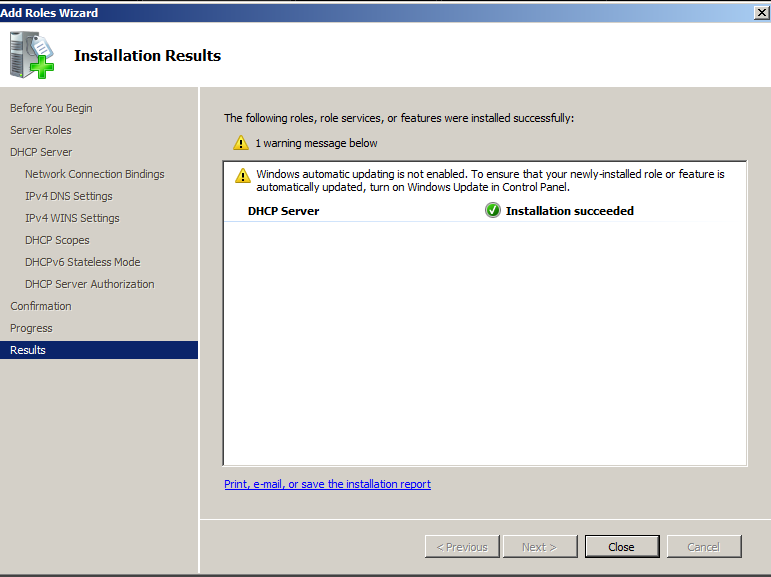 Add Roles Wizard
Installation Results
Before You Begin
Server Roles
DHCP Server
Network Connection Bindings
IPv4 DNS Settings
IPv4 WINS Settings
DHCP Scopes
DHCPv6 Stateless Mode
DHCP Server Authorization
Confirmation
Progress
Results
The following roles, role services, or features were installed successfully:
1 warning message below
Windows automatic updating is not enabled. To ensure that your newly-installed role or feature is
automatically updated, turn on Windows Update in Control Panel.
DHCP Server Installation succeeded
Print, e-mail, or save the installation report
< Previous Next > Close Cancel